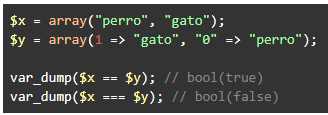 $x = array("perro", "gato");
$y = array(1 => "gato", "0" => "perro");
var_dump($x == $y); // bool(true)
var_dump($x === $y); // bool(false)